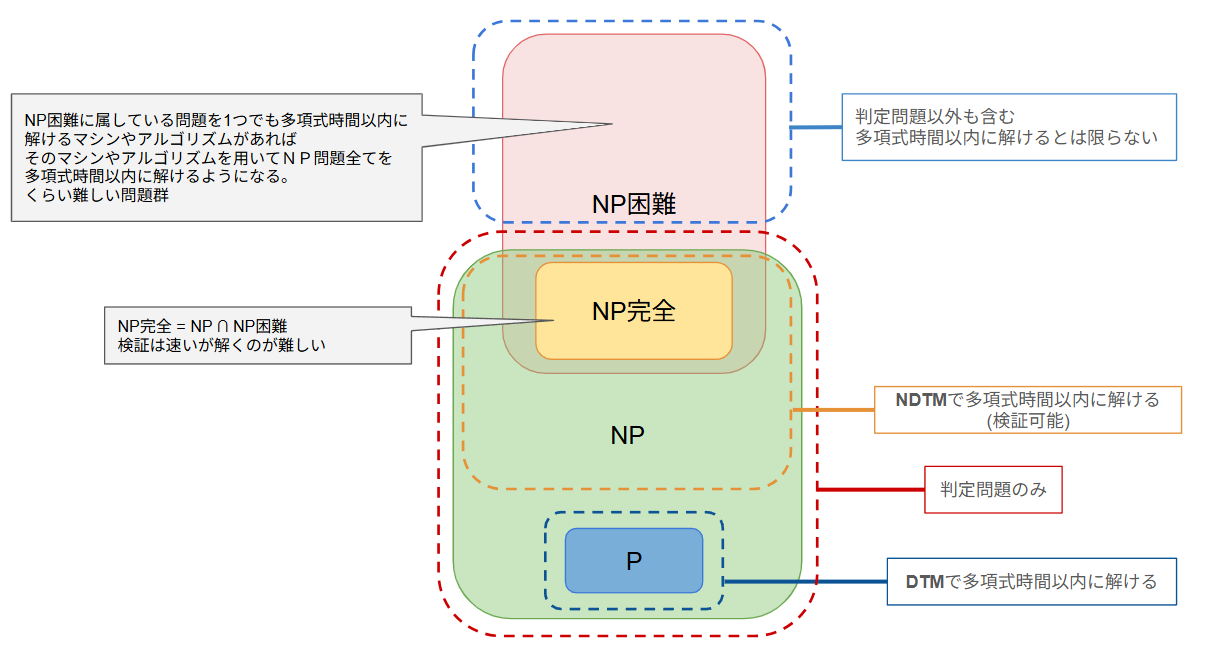 NP困難に属している問題を1つでも多項式時間以内に
解けるマシンやアルゴリズムがあれば
そのマシンやアルゴリズムを用いてＮＰ問題全てを
多項式時間以内に解けるようになる。
くらい難しい問題群
判定問題以外も含む
多項式時間以内に解けるとは限らない
NP困難
NP完全
NP完全 = NP ∩ NP困難
検証は速いが解くのが難しい
NDTMで多項式時間以内に解ける
(検証可能)
NP
判定問題のみ
P
DTMで多項式時間以内に解ける